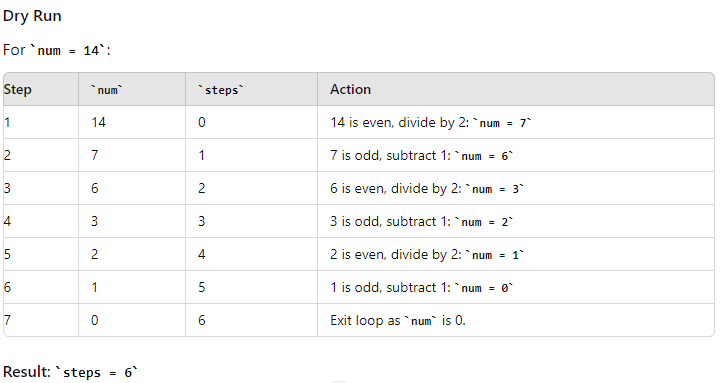 Dry Run
For `num = 14`:
Step `num` `steps` Action
1 14 0 14 is even, divide by 2: `num = 7`
2 7 1 7 is odd, subtract 1: `num = 6`
3 6 2 6 is even, divide by 2: `num = 3`
4 3 3 3 is odd, subtract 1: `num = 2`
5 2 4 2 is even, divide by 2: `num = 1`
6 1 5 1 is odd, subtract 1: `num = 0`
7 0 6 Exit loop as `num` is 0.
Result: `steps = 6`